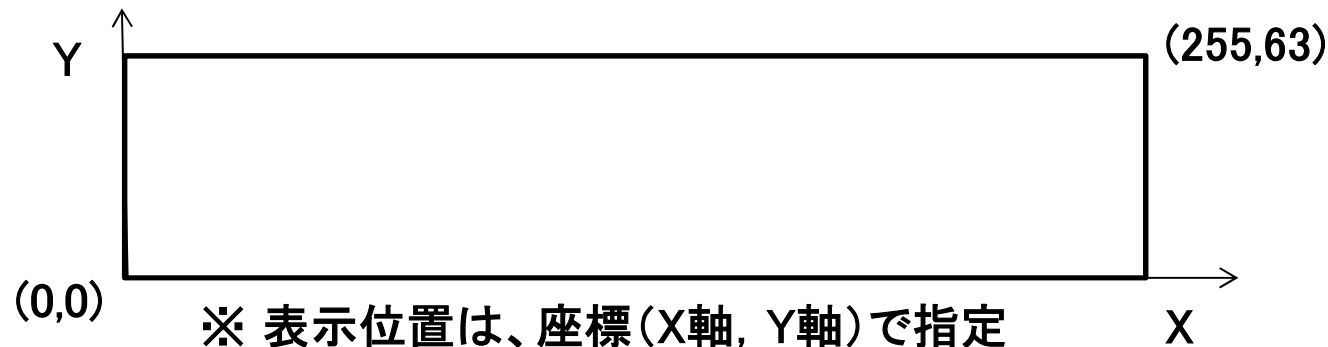 Y
(255,63)
(0,0)
※ 表示位置は、座標(X軸, Y軸)で指定
X